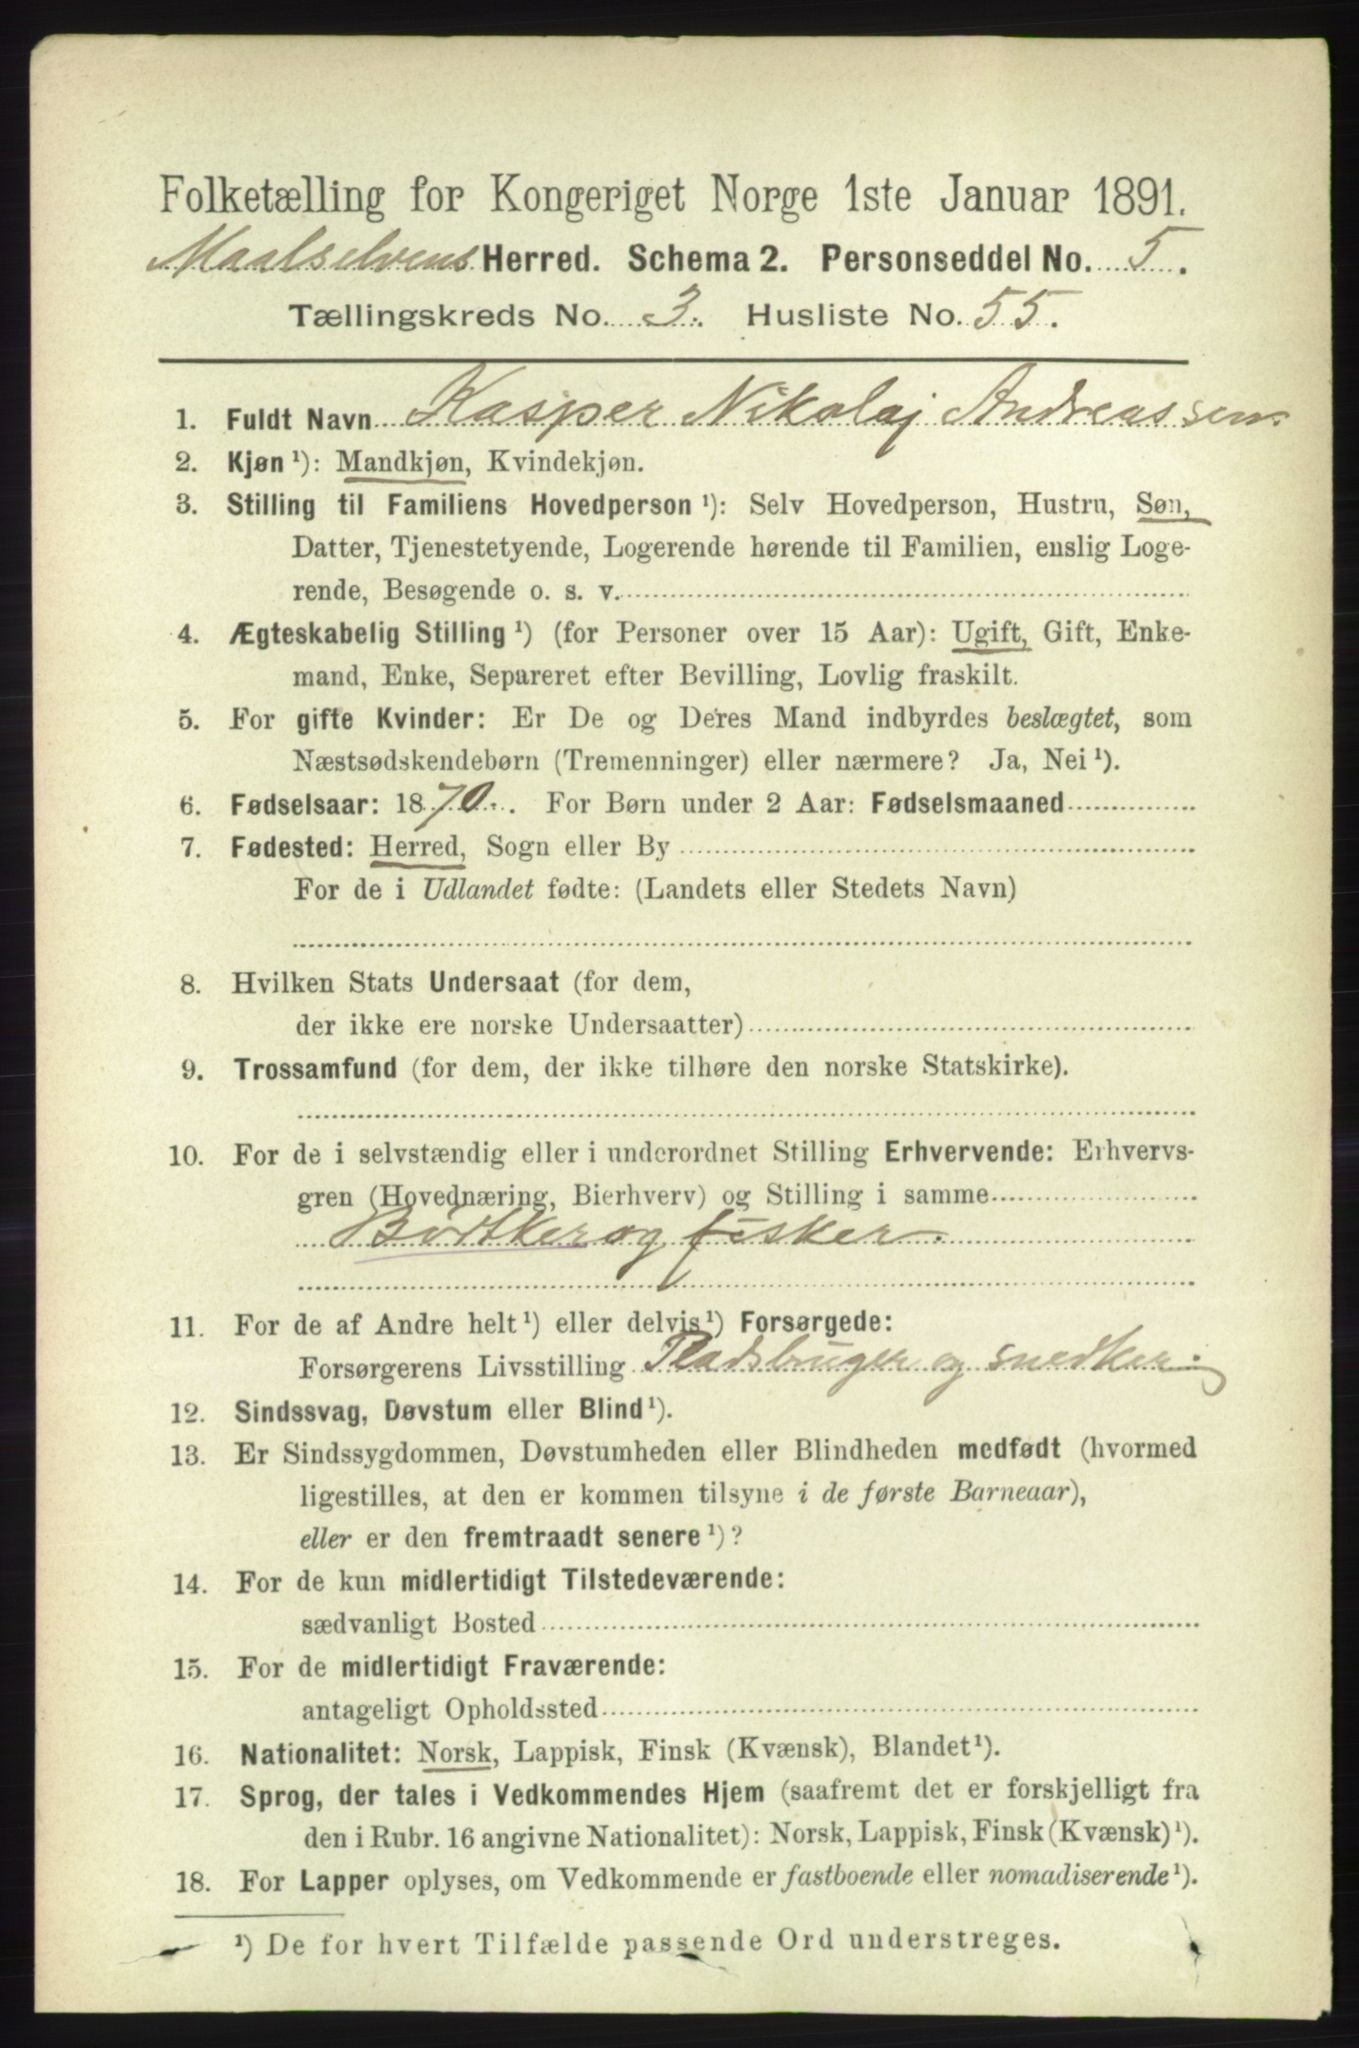 Folketælling for Kongeriget Norge 1ste Januar 1891.
Maalselvens Herred. Schema 2. Personseddel No. 5.
Tællingskreds No. 3. Husliste No. 55.
1. Fuldt Navn Kasper Nikolaj Andreassen
2. Kjøn ¹): Mandkjøn, Kvindekjøn.
3. Stilling til Familiens Hovedperson ¹): Selv Hovedperson, Hustru, Søn,
Datter, Tjenestetyende, Logerende hørende til Familien, enslig Loge-
rende, Besøgende o. s. v.
4. Ægteskabelig Stilling ¹) (for Personer over 15 Aar): Ugift, Gift, Enke-
mand, Enke, Separeret efter Bevilling, Lovlig fraskilt.
5. For gifte Kvinder: Er De og Deres Mand indbyrdes beslægtet, som
Næstsødskendebørn (Tremenninger) eller nærmere? Ja, Nei ¹).
6. Fødselsaar: 1870. For Børn under 2 Aar: Fødselsmaaned
7. Fødested: Herred, Sogn eller By
For de i Udlandet fødte: (Landets eller Stedets Navn)
8. Hvilken Stats Undersaat (for dem,
der ikke ere norske Undersaatter)
9. Trossamfund (for dem, der ikke tilhøre den norske Statskirke).
10. For de i selvstændig eller i underordnet Stilling Erhvervende: Erhvervs-
gren (Hovednæring, Bierhverv) og Stilling i samme
Bødtker og fisker.
11. For de af Andre helt ¹) eller delvis ¹) Forsørgede:
Forsørgerens Livsstilling Pladsbruger og snedker.
12. Sindssvag, Døvstum eller Blind ¹).
13. Er Sindssygdommen, Døvstumheden eller Blindheden medfødt (hvormed
ligestilles, at den er kommen tilsyne i de første Barneaar),
eller er den fremtraadt senere ¹)?
14. For de kun midlertidigt Tilstedeværende:
sædvanligt Bosted
15. For de midlertidigt Fraværende:
antageligt Opholdssted
16. Nationalitet: Norsk, Lappisk, Finsk (Kvænsk), Blandet ¹).
17. Sprog, der tales i Vedkommendes Hjem (saafremt det er forskjelligt fra
den i Rubr. 16 angivne Nationalitet): Norsk, Lappisk, Finsk (Kvænsk) ¹).
18. For Lapper oplyses, om Vedkommende er fastboende eller nomadiserende ¹).
¹) De for hvert Tilfælde passende Ord understreges.